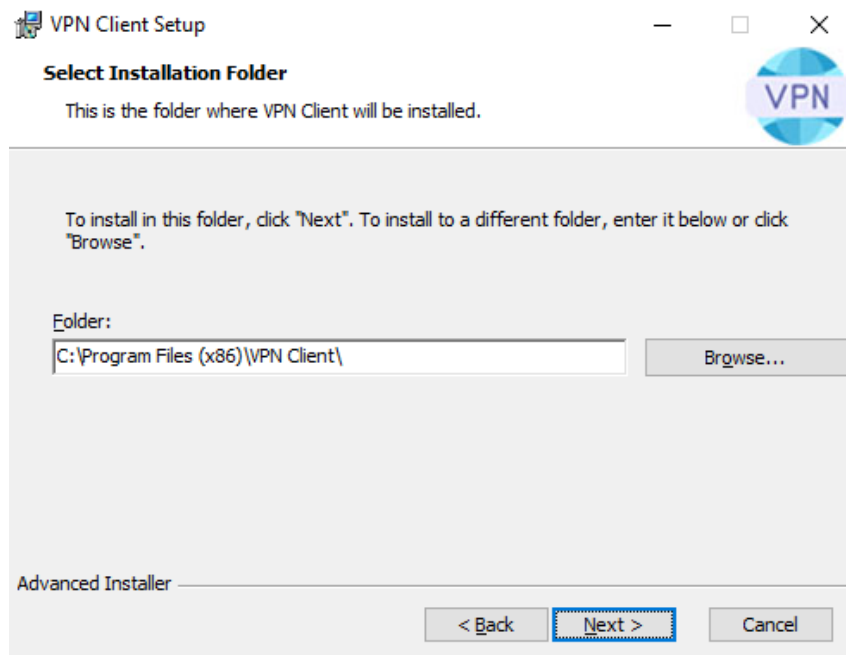 VPN Client Setup
Select Installation Folder
VPN
This is the folder where VPN Client will be installed.
To install in this folder, click "Next". To install to a different folder, enter it below or click
"Browse".
Folder:
C:\Program Files (x86)\VPN Client\
Browse...
Advanced Installer
< Back
Next >
Cancel